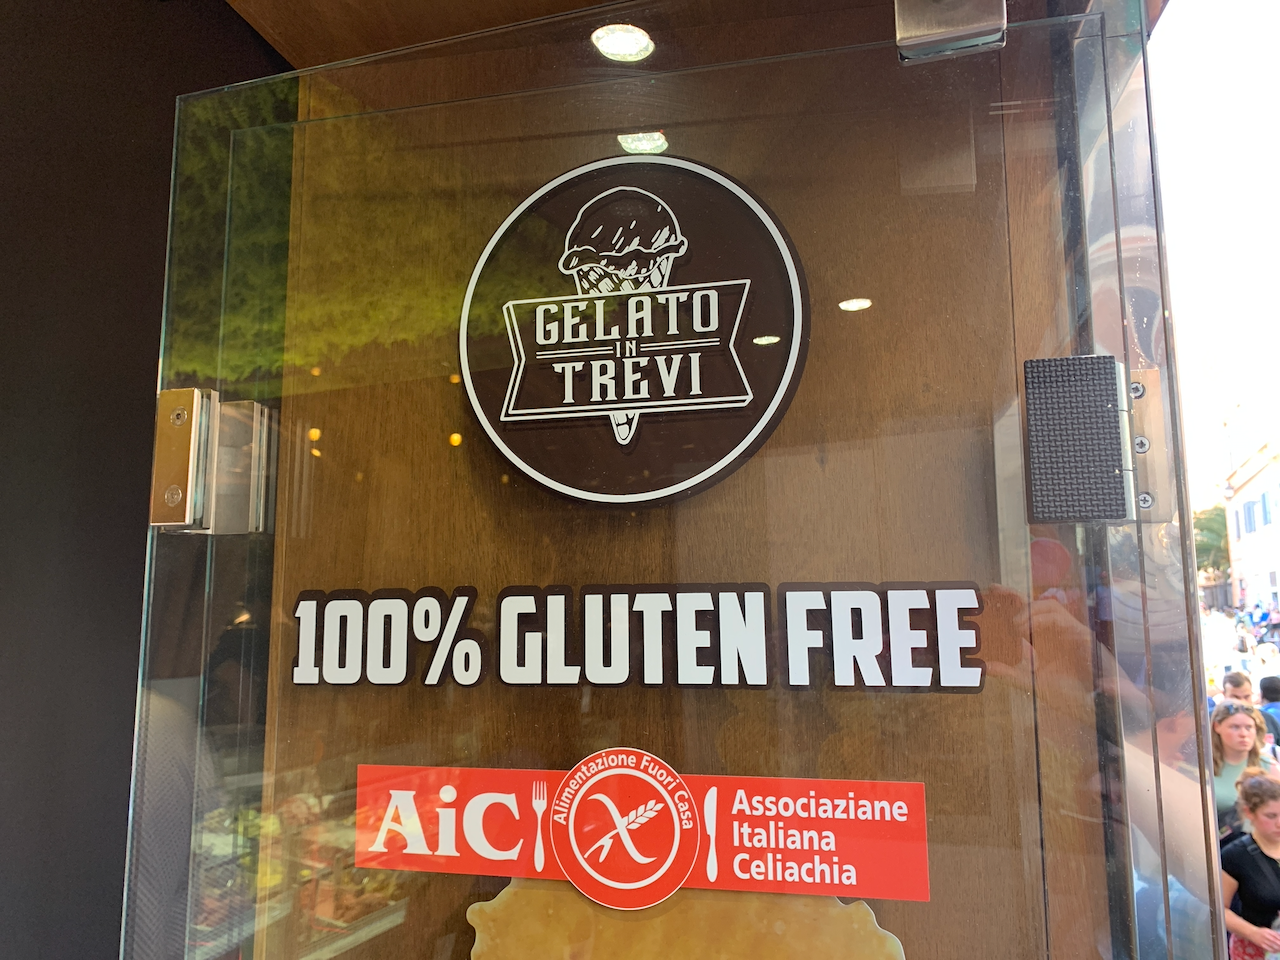 GELATO
IN
TREVI
100% GLUTEN FREE
AiC
Alimentazione Fuori Casa
Associaziane
Italiana
Celiachia